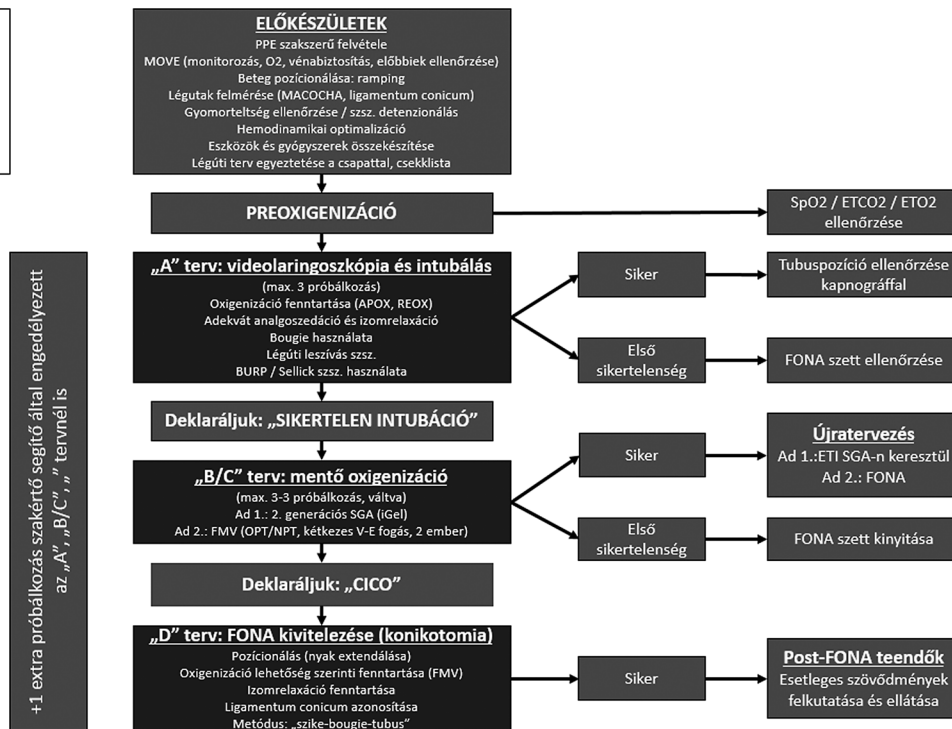 ELŐKÉSZÜLETEK
PPE szakszerű felvétele
MOVE (monitorozás, O2, vénabiztosítás, előbbiek ellenőrzése)
Beteg pozícionálása: ramping
Légutak felmérése (MACOCHA, ligamentum conicum)
Gyomorteltség ellenőrzése / szsz. detenzionálás
Hemodinamikai optimalizáció
Eszközök és gyógyszerek összekészítése
Légúti terv egyeztetése a csapattal, csekklista
PREOXIGENIZÁCIÓ
SpO2 / ETCO2 / ETO2
ellenőrzése
+1 extra próbálkozás szakértő segítő által engedélyezett
az „A”, „B/C”, „ ” tervnél is
„A” terv: videolaringoszkópia és intubálás
(max. 3 próbálkozás)
Oxigenizáció fenntartása (APOX, REOX)
Adekvát analgoszedáció és izomrelaxáció
Bougie használata
Légúti leszívás szsz.
BURP / Sellick szsz. használata
Siker
Tubuspozíció ellenőrzése
kapnográffal
Első
sikertelenség
FONA szett ellenőrzése
Deklaráljuk: „SIKERTELEN INTUBÁCIÓ”
„B/C” terv: mentő oxigenizáció
(max. 3-3 próbálkozás, váltva)
Ad 1.: 2. generációs SGA (iGel)
Ad 2.: FMV (OPT/NPT, kétkezes V-E fogás, 2 ember)
Siker
Újratervezés
Ad 1.:ETI SGA-n keresztül
Ad 2.: FONA
Első
sikertelenség
FONA szett kinyitása
Deklaráljuk: „CICO”
„D” terv: FONA kivitelezése (konikotomia)
Pozícionálás (nyak extendálása)
Oxigenizáció lehetőség szerinti fenntartása (FMV)
Izomrelaxáció fenntartása
Ligamentum conicum azonosítása
Metódus: „szike-bougie-tubus”
Siker
Post-FONA teendők
Esetleges szövődmények
felkutatása és ellátása